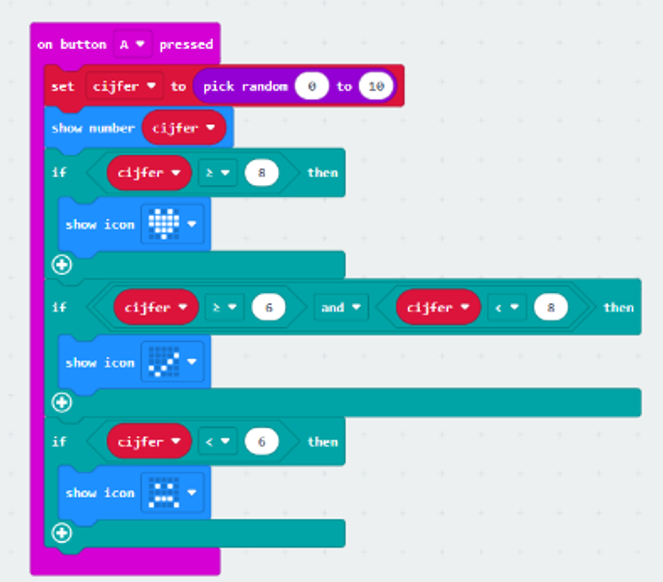 on button A pressed
set cijfer to pick random 0 to 10
show number cijfer
if cijfer ≥ 8 then
show icon
if cijfer ≥ 6 and cijfer < 8 then
show icon
if cijfer < 6 then
show icon